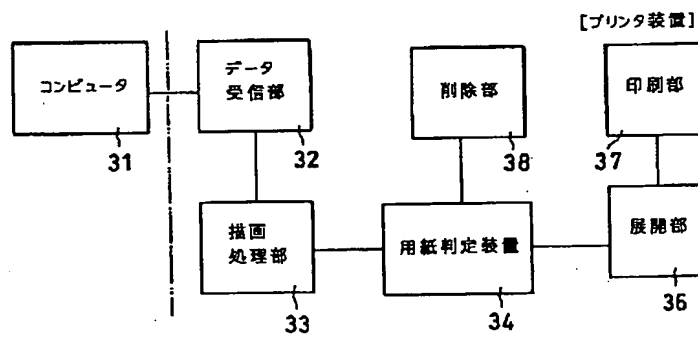 [プリンタ装置]
コンピュータ
31
データ
受信部
32
削除部
38
印刷部
37
描画
処理部
33
用紙判定装置
34
展開部
36